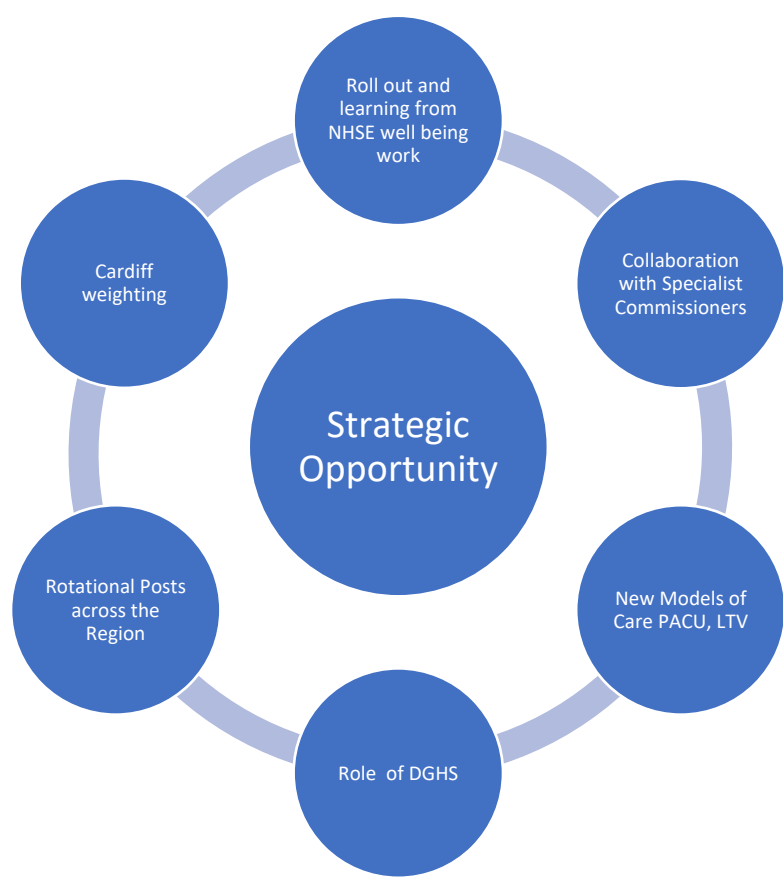 Roll out and
learning from
NHSE well being
work
Collaboration
with Specialist
Commissioners
New Models of
Care PACU, LTV
Role of DGHS
Rotational Posts
across the
Region
Cardiff
weighting
Strategic
Opportunity